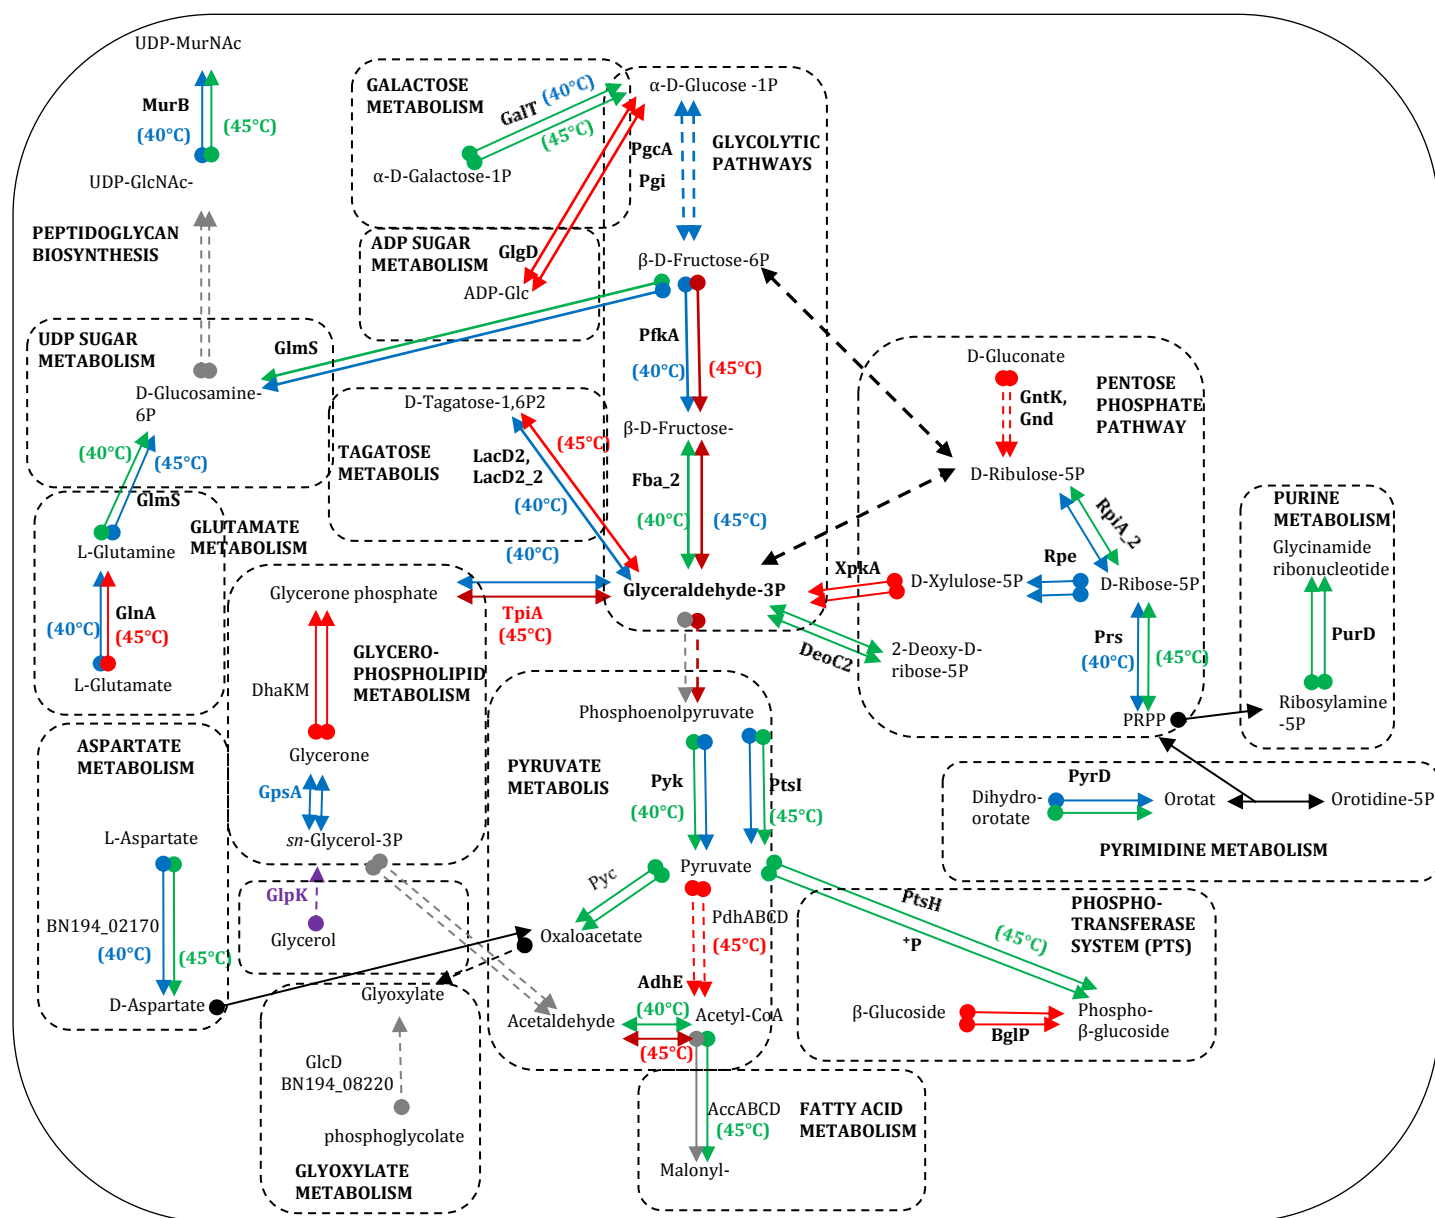 UDP-MurNAc
MurB
(40°C)
(45°C)
UDP-GlcNAc-
PEPTIDOGLYCAN
BIOSYNTHESIS
GALACTOSE
METABOLISM
GalT (40°C)
(45°C)
α-D-Galactose-1P
α-D-Glucose -1P
PgcA
Pgi
GLYCOLYTIC
PATHWAYS
ADP SUGAR
METABOLISM
GlgD
ADP-Glc
β-D-Fructose-6P
UDP SUGAR
METABOLISM
GlmS
D-Glucosamine-
6P
PfkA
(40°C)
(45°C)
D-Gluconate
GntK,
Gnd
PENTOSE
PHOSPHATE
PATHWAY
D-Tagatose-1,6P2
TAGATOSE
METABOLIS
LacD2,
LacD2_2
(40°C)
(45°C)
β-D-Fructose-
Fba_2
(40°C)
(45°C)
D-Ribulose-5P
RpiA_2
(40°C)
(45°C)
GlmS
L-Glutamine
GLUTAMATE
METABOLISM
GlnA
(40°C)
(45°C)
L-Glutamate
PURINE
METABOLISM
Glycinamide
ribonucleotide
PurD
Ribosylamine
-5P
(40°C)
Glycerone phosphate
TpiA
(45°C)
Glyceraldehyde-3P
XpkA
D-Xylulose-5P
Rpe
D-Ribose-5P
DeoC2
2-Deoxy-D-
ribose-5P
Prs
(40°C)
(45°C)
PRPP
GLYCERO-
PHOSPHOLIPID
METABOLISM
DhaKM
Glycerone
GpsA
sn-Glycerol-3P
GlpK
Glycerol
ASPARTATE
METABOLISM
L-Aspartate
BN194_02170
(40°C)
(45°C)
D-Aspartate
Phosphoenolpyruvate
PYRUVATE
METABOLIS
Pyk
(40°C)
PtsI
(45°C)
Pyruvate
Pyc
Oxaloacetate
PdhABCD
(45°C)
AdhE
(40°C)
Acetaldehyde
Acetyl-CoA
(45°C)
PyrD
Dihydro-
orotate
Orotat
Orotidine-5P
PYRIMIDINE METABOLISM
PtsH
+P
(45°C)
PHOSPHO-
TRANSFERASE
SYSTEM (PTS)
β-Glucoside
BglP
Phospho-
β-glucoside
Glyoxylate
GlcD
BN194_08220
phosphoglycolate
GLYOXYLATE
METABOLISM
AccABCD
(45°C)
FATTY ACID
METABOLISM
Malonyl-